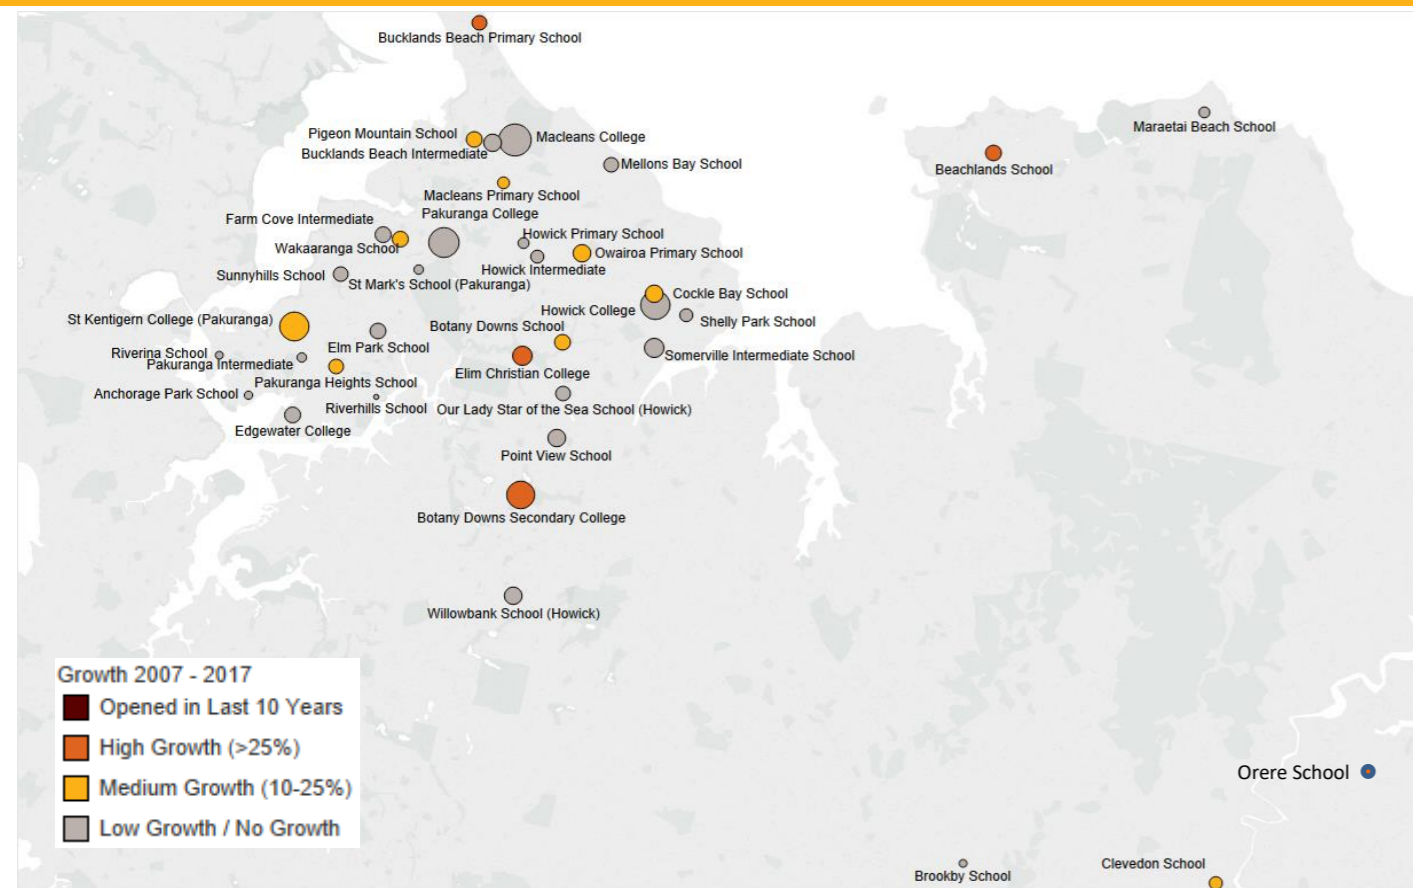 Bucklands Beach Primary School
Maraetai Beach School
Pigeon Mountain School
Macleans College
Bucklands Beach Intermediate
Mellons Bay School
Beachlands School
Macleans Primary School
Pakuranga College
Farm Cove Intermediate
Howick Primary School
Wakaaranga School
Owairoa Primary School
Howick Intermediate
Sunnyhills School
St Mark's School (Pakuranga)
Cockle Bay School
Howick College
St Kentigern College (Pakuranga)
Shelly Park School
Botany Downs School
Elm Park School
Riverina School
Somerville Intermediate School
Pakuranga Intermediate
Elim Christian College
Pakuranga Heights School
Anchorage Park School
Riverhills School
Our Lady Star of the Sea School (Howick)
Edgewater College
Point View School
Botany Downs Secondary College
Willowbank School (Howick)
Growth 2007 - 2017
Opened in Last 10 Years
High Growth (>25%)
Medium Growth (10-25%)
Low Growth / No Growth
Orere School
Clevedon School
Brookby School